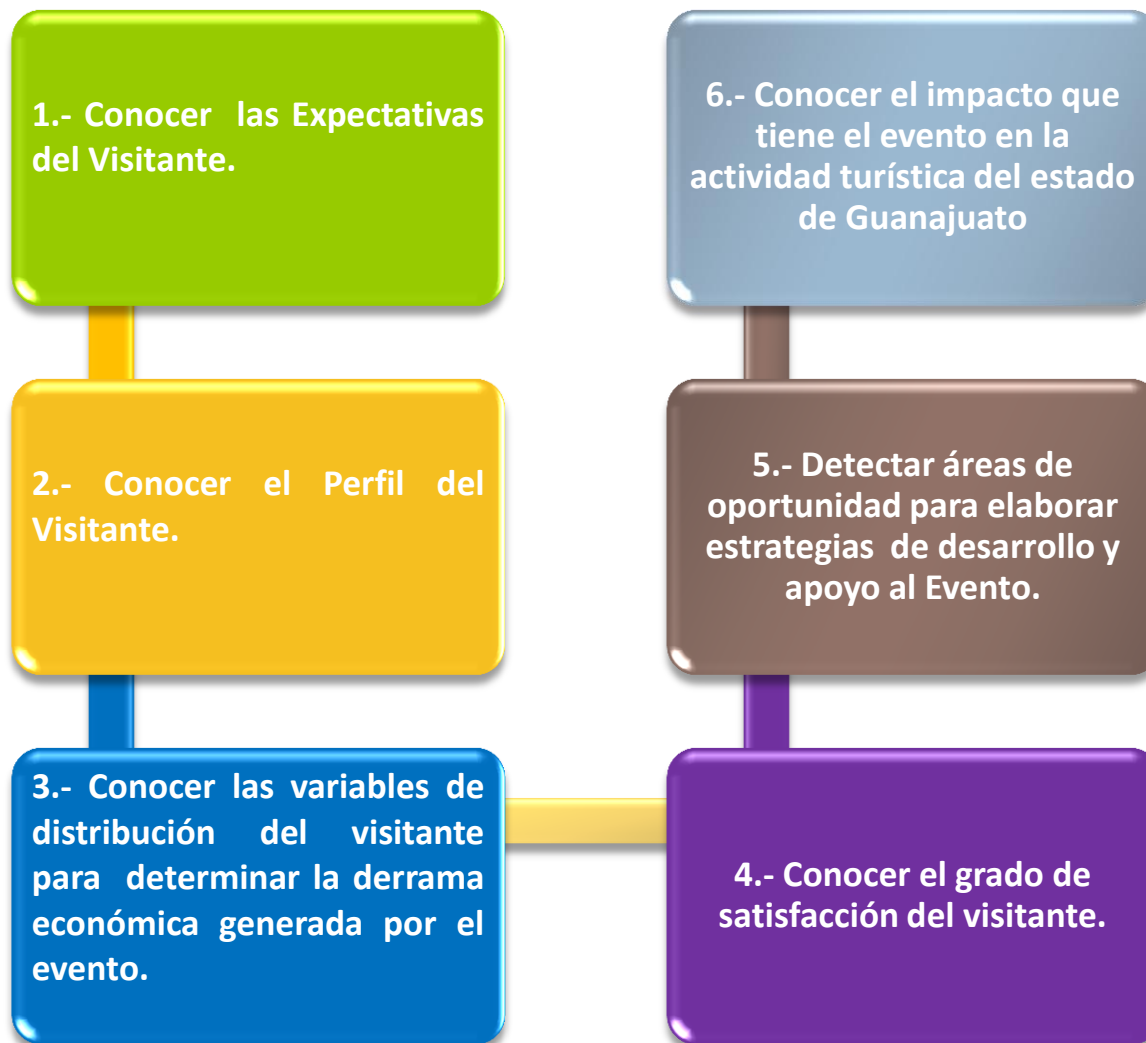 1.- Conocer las Expectativas
del Visitante.
2.- Conocer el Perfil del
Visitante.
3.- Conocer las variables de
distribución del visitante
para determinar la derrama
económica generada por el
evento.
4.- Conocer el grado de
satisfacción del visitante.
5.- Detectar áreas de
oportunidad para elaborar
estrategias de desarrollo y
apoyo al Evento.
6.- Conocer el impacto que
tiene el evento en la
actividad turística del estado
de Guanajuato